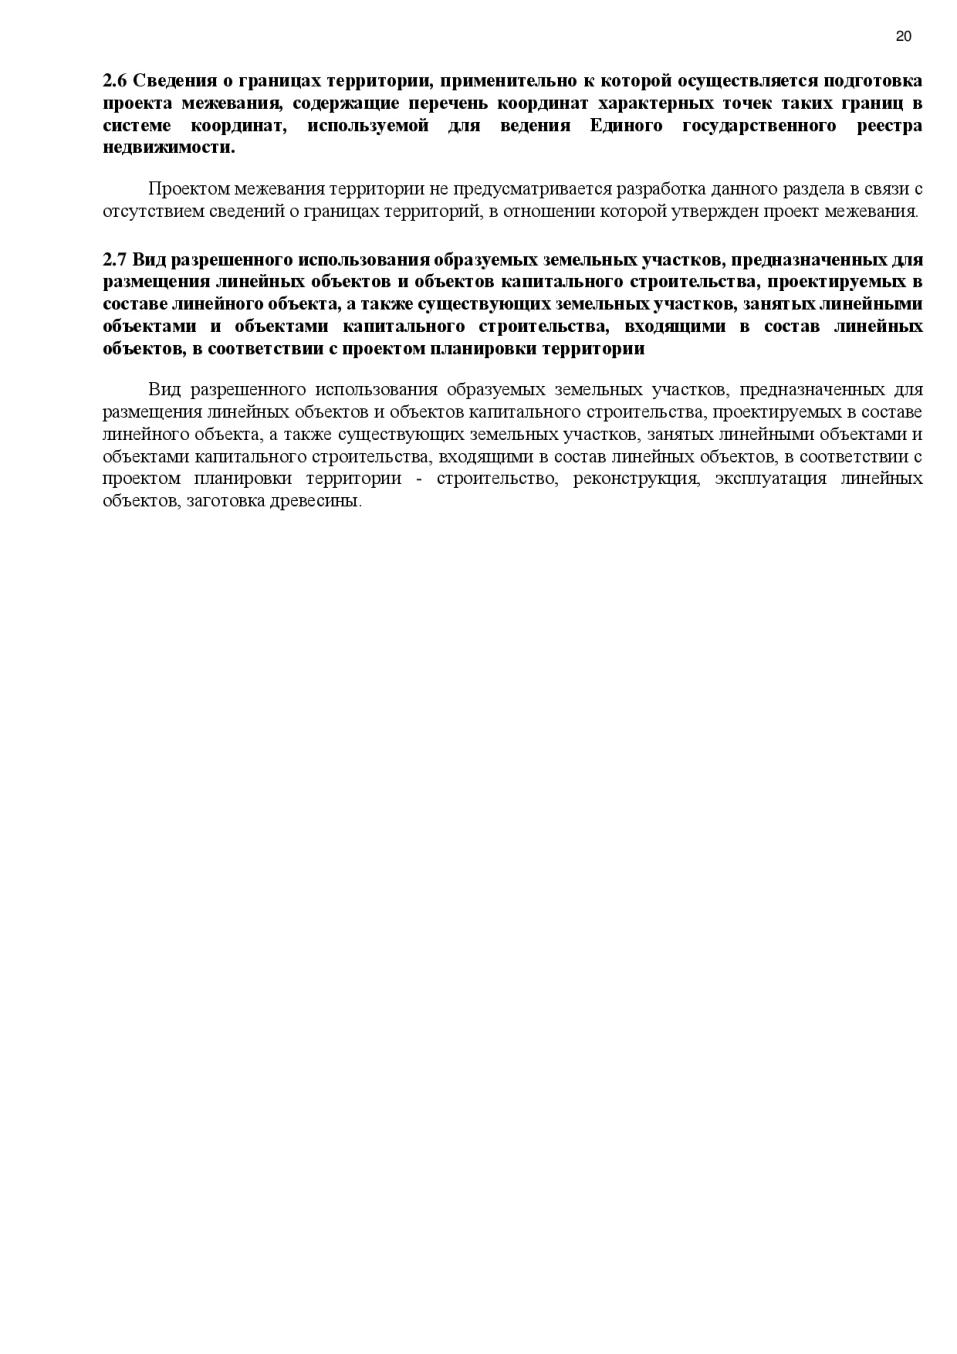 20
2.6 Сведения о границах территории, применительно к которой осуществляется подготовка
проекта межевания, содержащие перечень координат характерных точек таких границ в
системе координат, используемой для ведения Единого государственного реестра
недвижимости.
Проектом межевания территории не предусматривается разработка данного раздела в связи с
отсутствием сведений о границах территорий, в отношении которой утвержден проект межевания.
2.7 Вид разрешенного использования образуемых земельных участков, предназначенных для
размещения линейных объектов и объектов капитального строительства, проектируемых в
составе линейного объекта, а также существующих земельных участков, занятых линейными
объектами и объектами капитального строительства, входящими в состав линейных
объектов, в соответствии с проектом планировки территории
Вид разрешенного использования образуемых земельных участков, предназначенных для
размещения линейных объектов и объектов капитального строительства, проектируемых в составе
линейного объекта, а также существующих земельных участков, занятых линейными объектами и
объектами капитального строительства, входящими в состав линейных объектов, в соответствии с
проектом планировки территории - строительство, реконструкция, эксплуатация линейных
объектов, заготовка древесины.